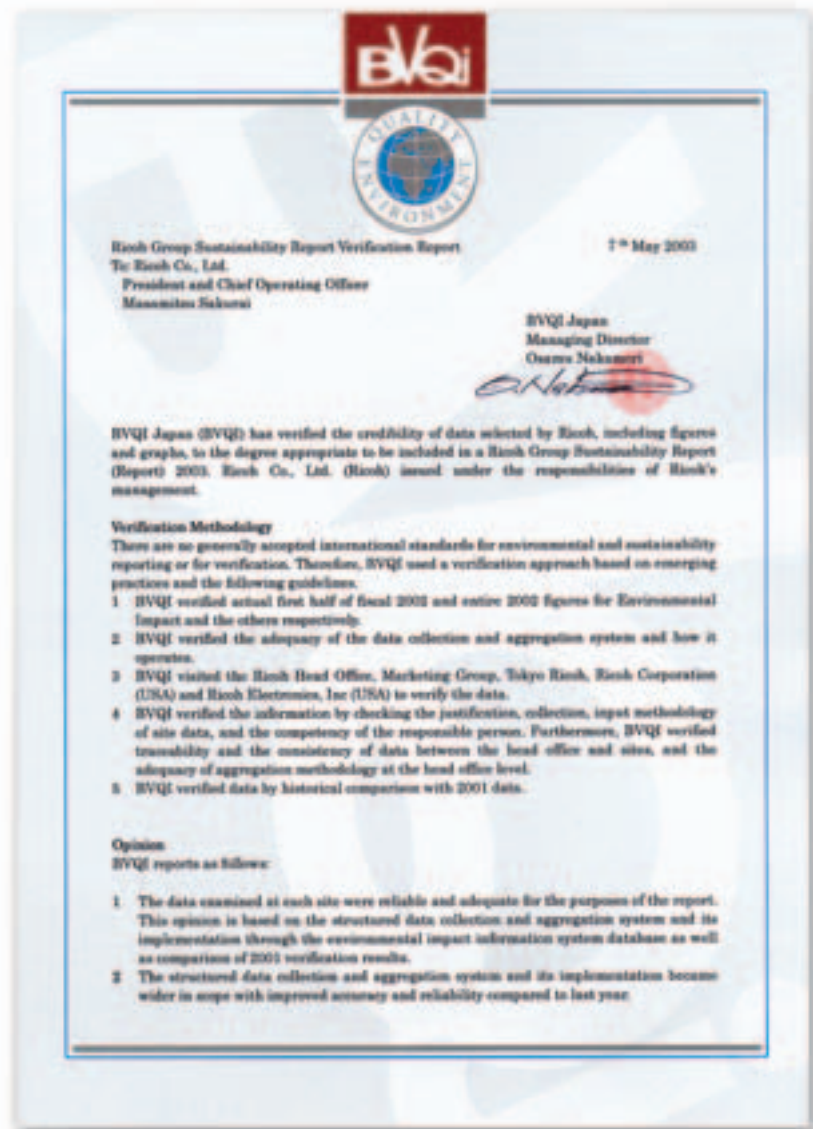 BVQi
QUALITY
ENVIRONMENT
Ricoh Group Sustainability Report Verification Report
7th May 2003
To: Ricoh Co., Ltd.
President and Chief Operating Officer
Masamitsu Sakurai
BVQI Japan
Managing Director
Osamu Nakamori
BVQI Japan (BVQI) has verified the credibility of data selected by Ricoh, including figures
and graphs, to the degree appropriate to be included in a Ricoh Group Sustainability Report
(Report) 2003. Ricoh Co., Ltd. (Ricoh) issued under the responsibilities of Ricoh's
management.
Verification Methodology
There are no generally accepted international standards for environmental and sustainability
reporting or for verification. Therefore, BVQI used a verification approach based on emerging
practices and the following guidelines.
1 BVQI verified actual first half of fiscal 2002 and entire 2002 figures for Environmental
Impact and the others respectively.
2 BVQI verified the adequacy of the data collection and aggregation system and how it
operates.
3 BVQI visited the Ricoh Head Office, Marketing Group, Tokyo Ricoh, Ricoh Corporation
(USA) and Ricoh Electronics, Inc (USA) to verify the data.
4 BVQI verified the information by checking the justification, collection, input methodology
of site data, and the competency of the responsible person. Furthermore, BVQI verified
traceability and the consistency of data between the head office and sites, and the
adequacy of aggregation methodology at the head office level.
5 BVQI verified data by historical comparison with 2001 data.
Opinion
BVQI reports as follows:
1 The data examined at each site were reliable and adequate for the purposes of the report.
This opinion is based on the structured data collection and aggregation system and its
implementation through the environmental impact information system database as well
as comparison of 2001 verification results.
2 The structured data collection and aggregation system and its implementation became
wider in scope with improved accuracy and reliability compared to last year.